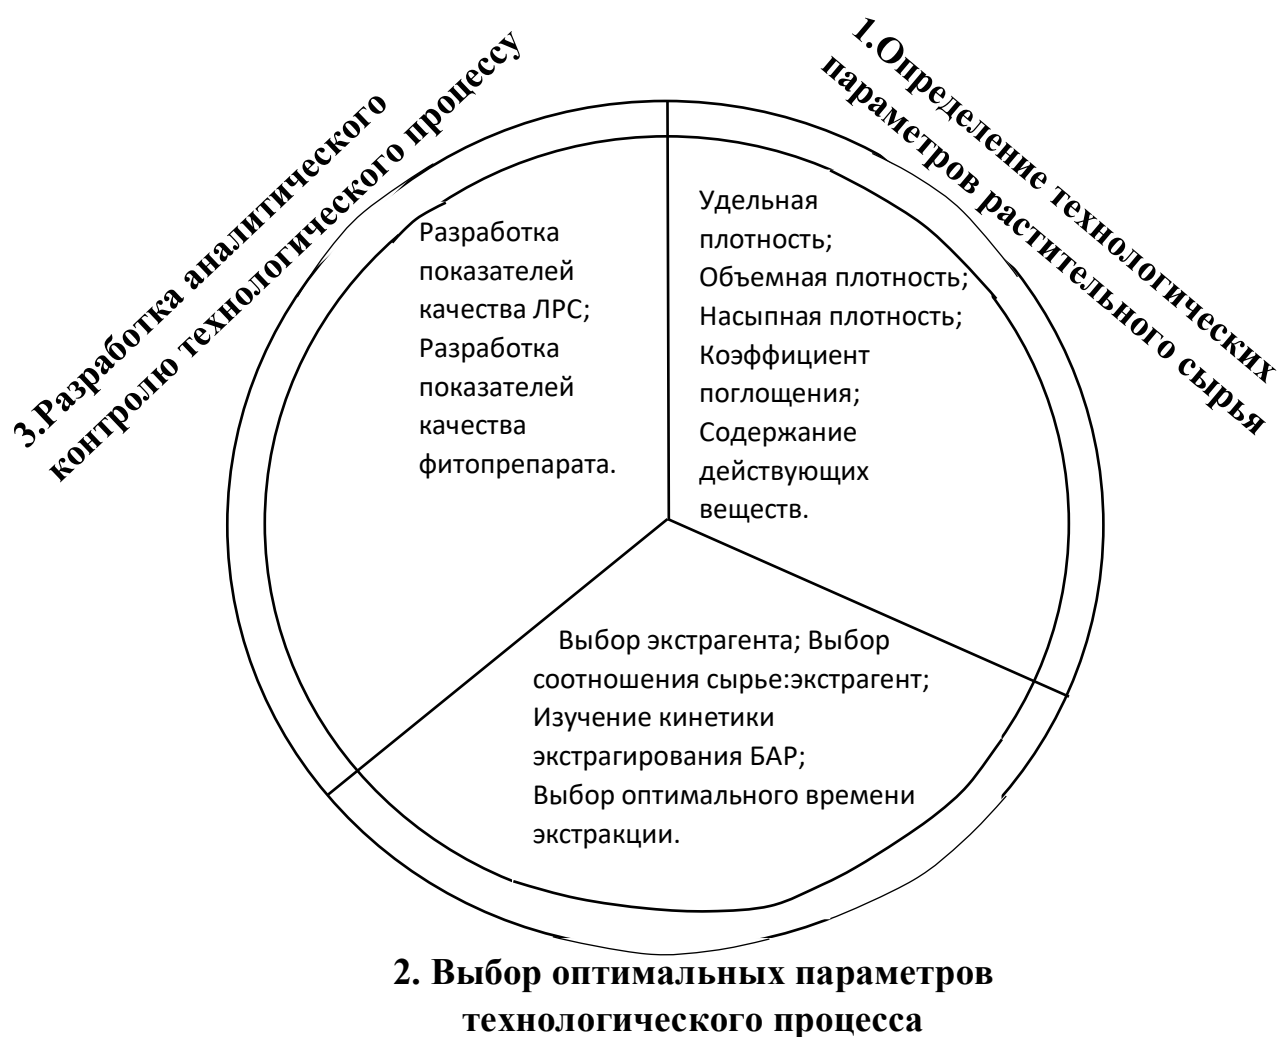 1.Определение технологических
параметров растительного сырья
Удельная
плотность;
Объемная плотность;
Насыпная плотность;
Коэффициент
поглощения;
Содержание
действующих
веществ.
Выбор экстрагента; Выбор
соотношения сырье:экстрагент;
Изучение кинетики
экстрагирования БАР;
Выбор оптимального времени
экстракции.
2. Выбор оптимальных параметров
технологического процесса
3.Разработка аналитического
контролю технологического процессу
Разработка
показателей
качества ЛРС;
Разработка
показателей
качества
фитопрепарата.